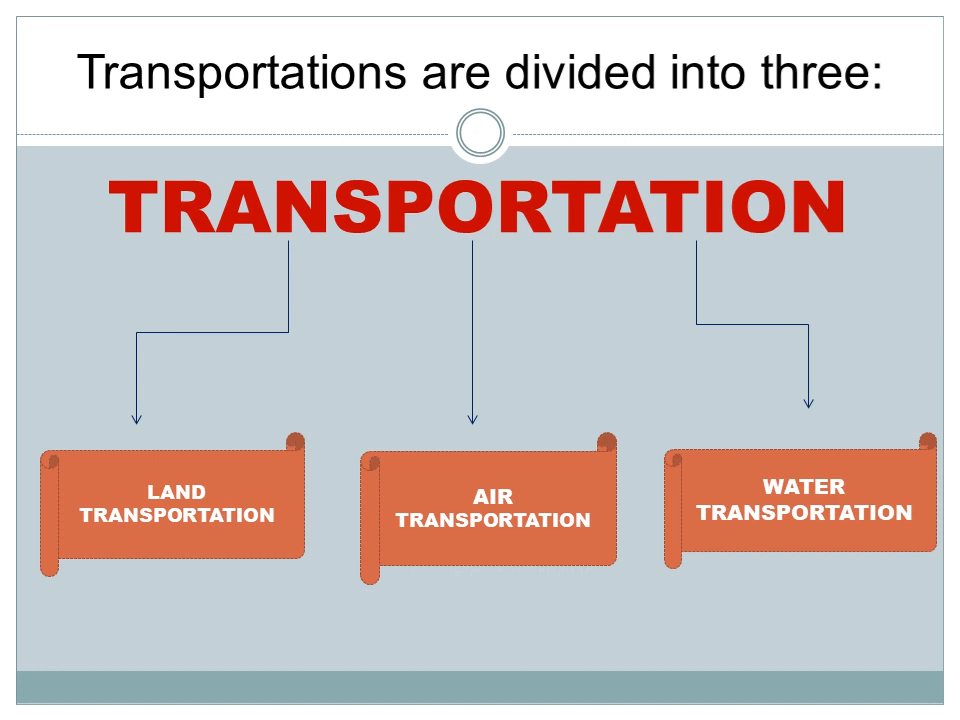 Transportations are divided into three:
TRANSPORTATION
LAND
TRANSPORTATION
AIR
TRANSPORTATION
WATER
TRANSPORTATION